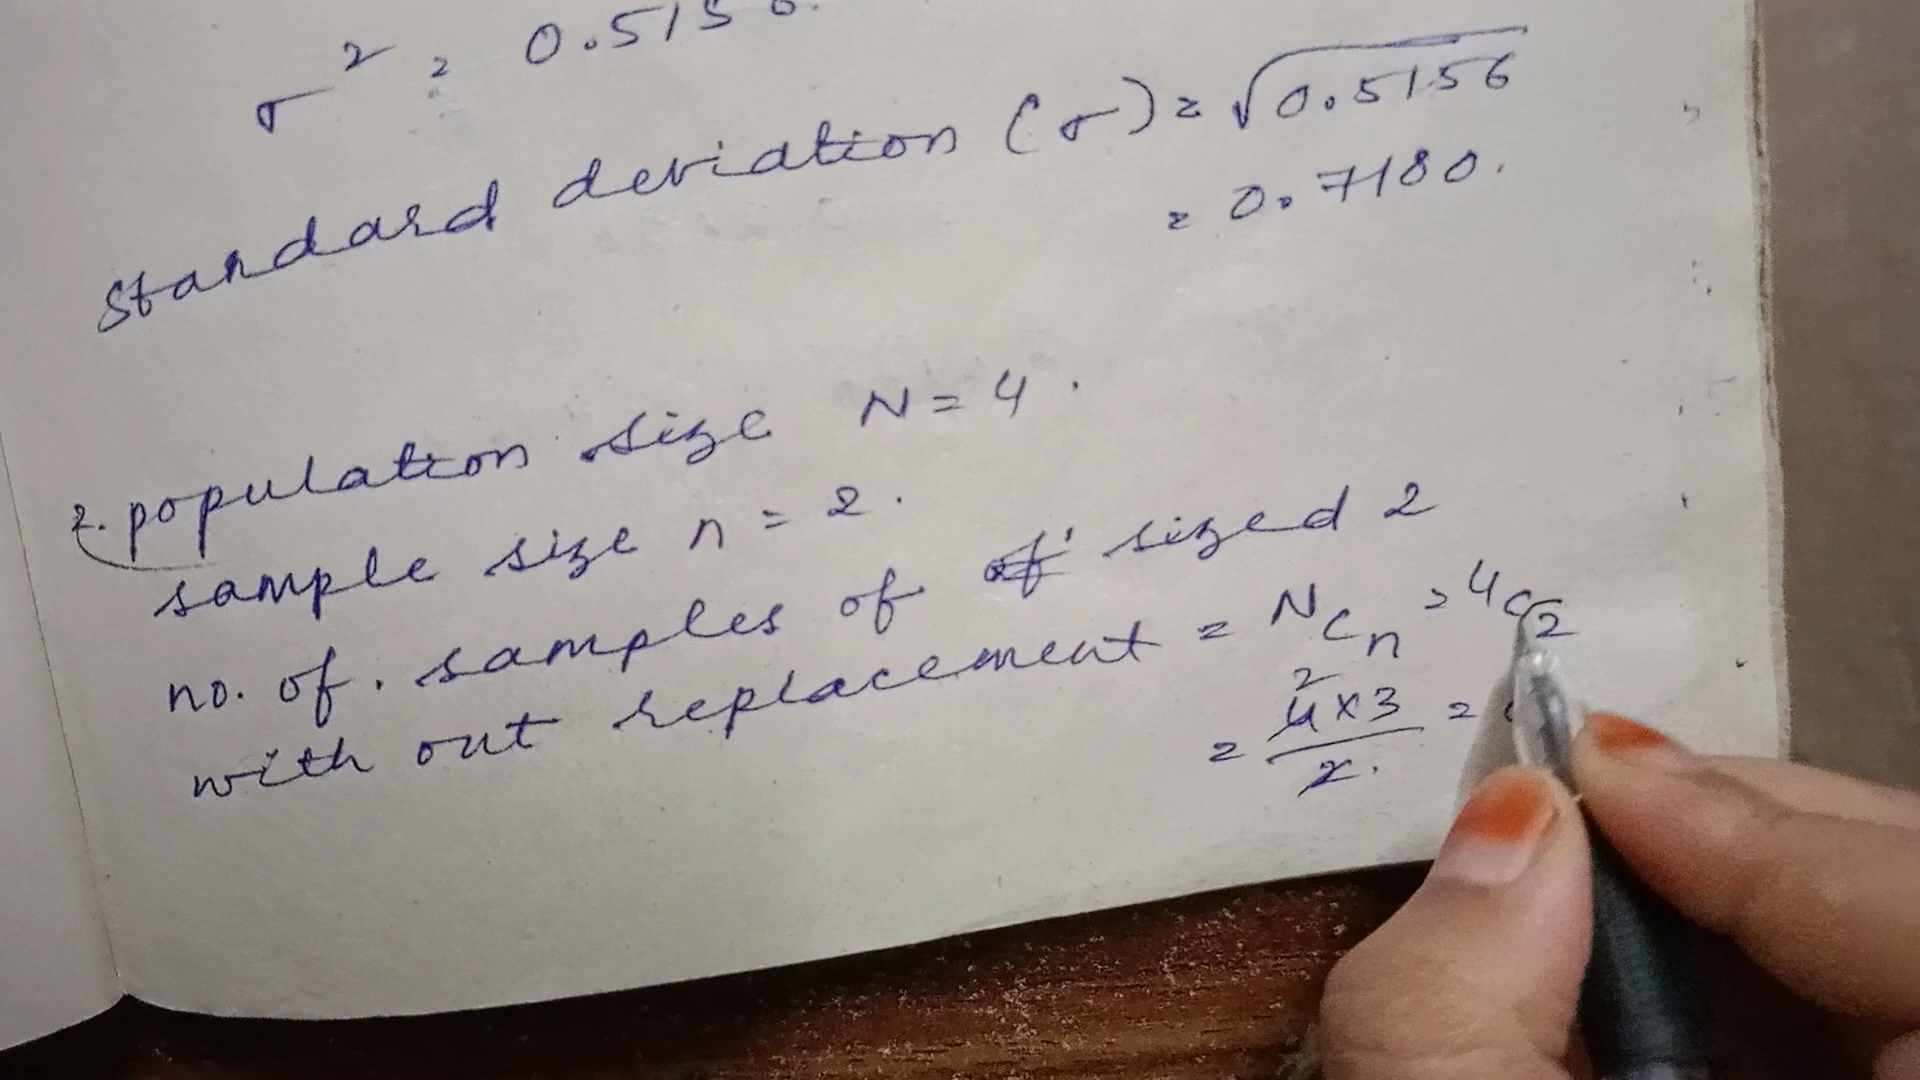 σ² = 0.5156.
standard deviation (σ) = √0.5156
= 0.7180.
2. population size N = 4.
sample size n = 2.
no. of. samples of sized 2
with out replacement = NCn = 4C2
= 4 x 3 / 2. =